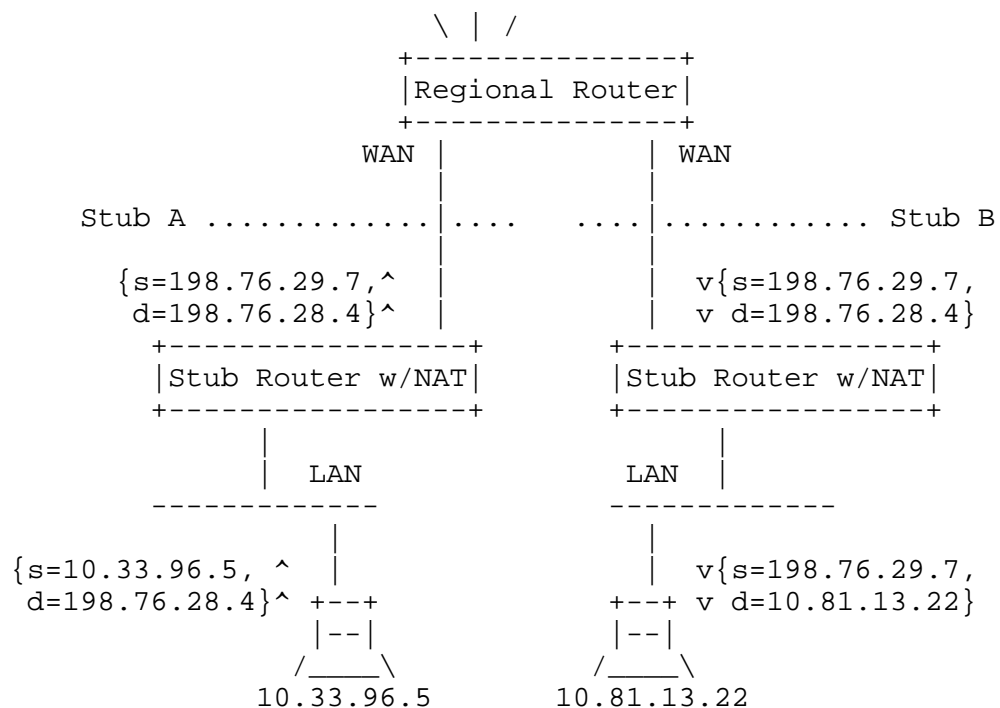 \ | /
                      +---------------+
                      |Regional Router|
                      +---------------+
                    WAN |           | WAN
                        |           |
    Stub A .............|....   ....|............ Stub B
                        |           |
      {s=198.76.29.7,^  |           |  v{s=198.76.29.7,
       d=198.76.28.4}^  |           |  v d=198.76.28.4}
        +-----------------+       +-----------------+
        |Stub Router w/NAT|       |Stub Router w/NAT|
        +-----------------+       +-----------------+
              |                         |
              |  LAN               LAN  |
        -------------             -------------
                  |                 |
{s=10.33.96.5, ^  |                 |  v{s=198.76.29.7,
 d=198.76.28.4}^ +--+             +--+ v d=10.81.13.22}
                 |--|             |--|
                /____\           /____\
              10.33.96.5       10.81.13.22